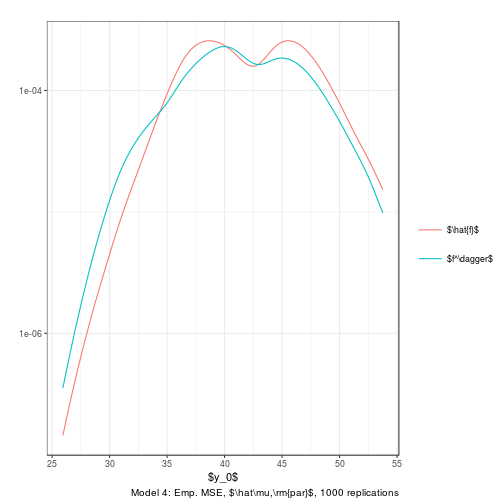 1e-04
1e-06
25 30 35 40 45 50 55
$y_0$
Model 4: Emp. MSE, $\hat\mu,\rm{par}$, 1000 replications
$\hat{f}$
$f^\dagger$